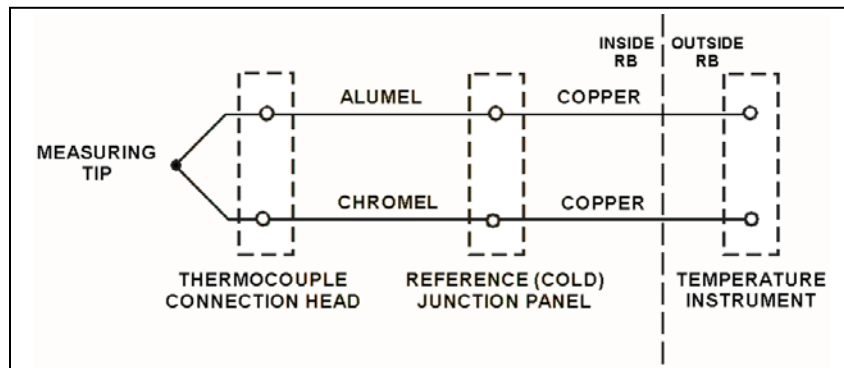 INSIDE
RB
OUTSIDE
RB
ALUMEL
COPPER
MEASURING
TIP
CHROMEL
COPPER
THERMOCOUPLE
CONNECTION HEAD
REFERENCE (COLD)
JUNCTION PANEL
TEMPERATURE
INSTRUMENT